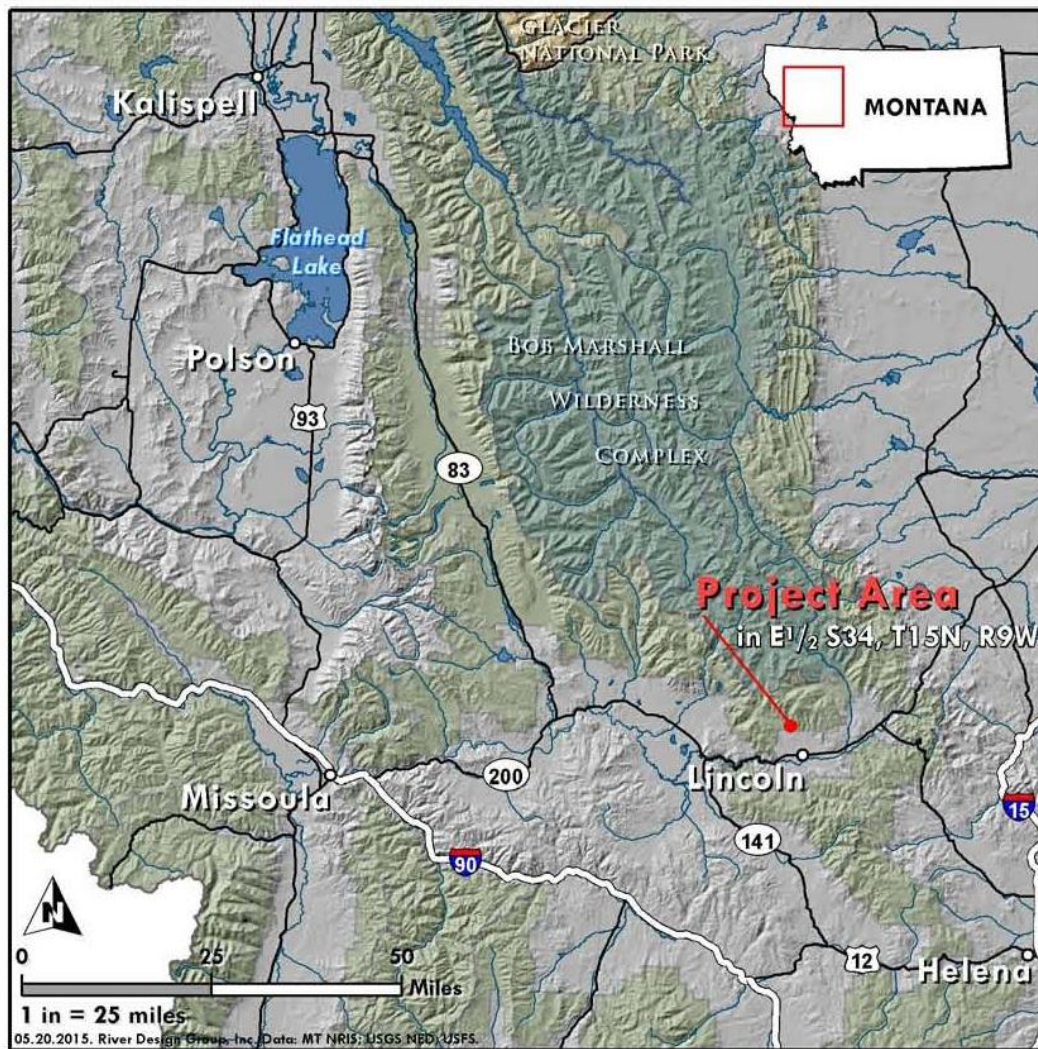 GLACIER
NATIONAL PARK
Kalispell
MONTANA
Flathead
Lake
BOB MARSHALL
Polson
WILDERNESS
93
COMPLEX
83
Project Area
in E1/2 S34, T15N, R9W
Lincoln
200
Missoula
15
141
90
N
0 25 50
12
Helena
Miles
1 in = 25 miles
05.20.2015. River Design Group, Inc. Data: MT NRIS; USGS NED; USFS.